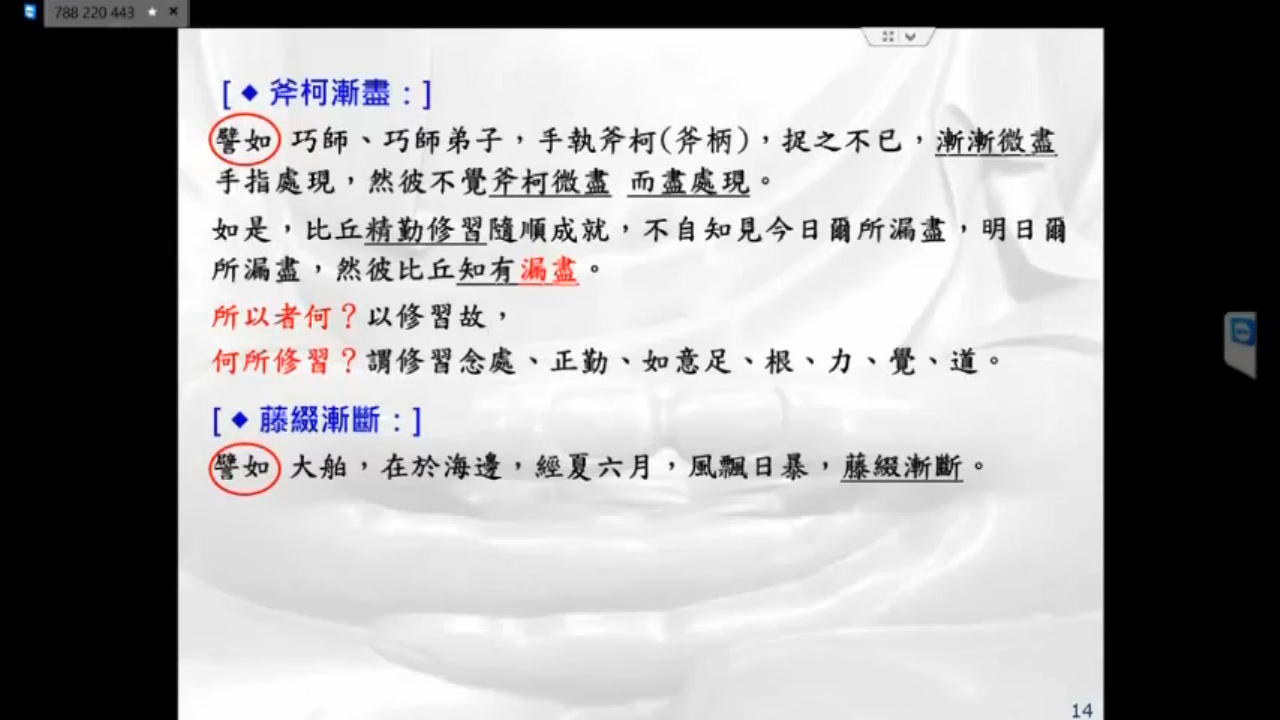 788 220 443
[ ◆ 斧柯漸盡：]
譬如 巧師、巧師弟子，手執斧柯(斧柄)，捉之不已，漸漸微盡
手指處現，然彼不覺斧柯微盡 而盡處現。
如是，比丘精勤修習隨順成就，不自知見今日爾所漏盡，明日爾
所漏盡，然彼比丘知有漏盡。
所以者何？以修習故，
何所修習？謂修習念處、正勤、如意足、根、力、覺、道。
[ ◆ 藤綴漸斷：]
譬如 大舶，在於海邊，經夏六月，風飄日暴，藤綴漸斷。
14